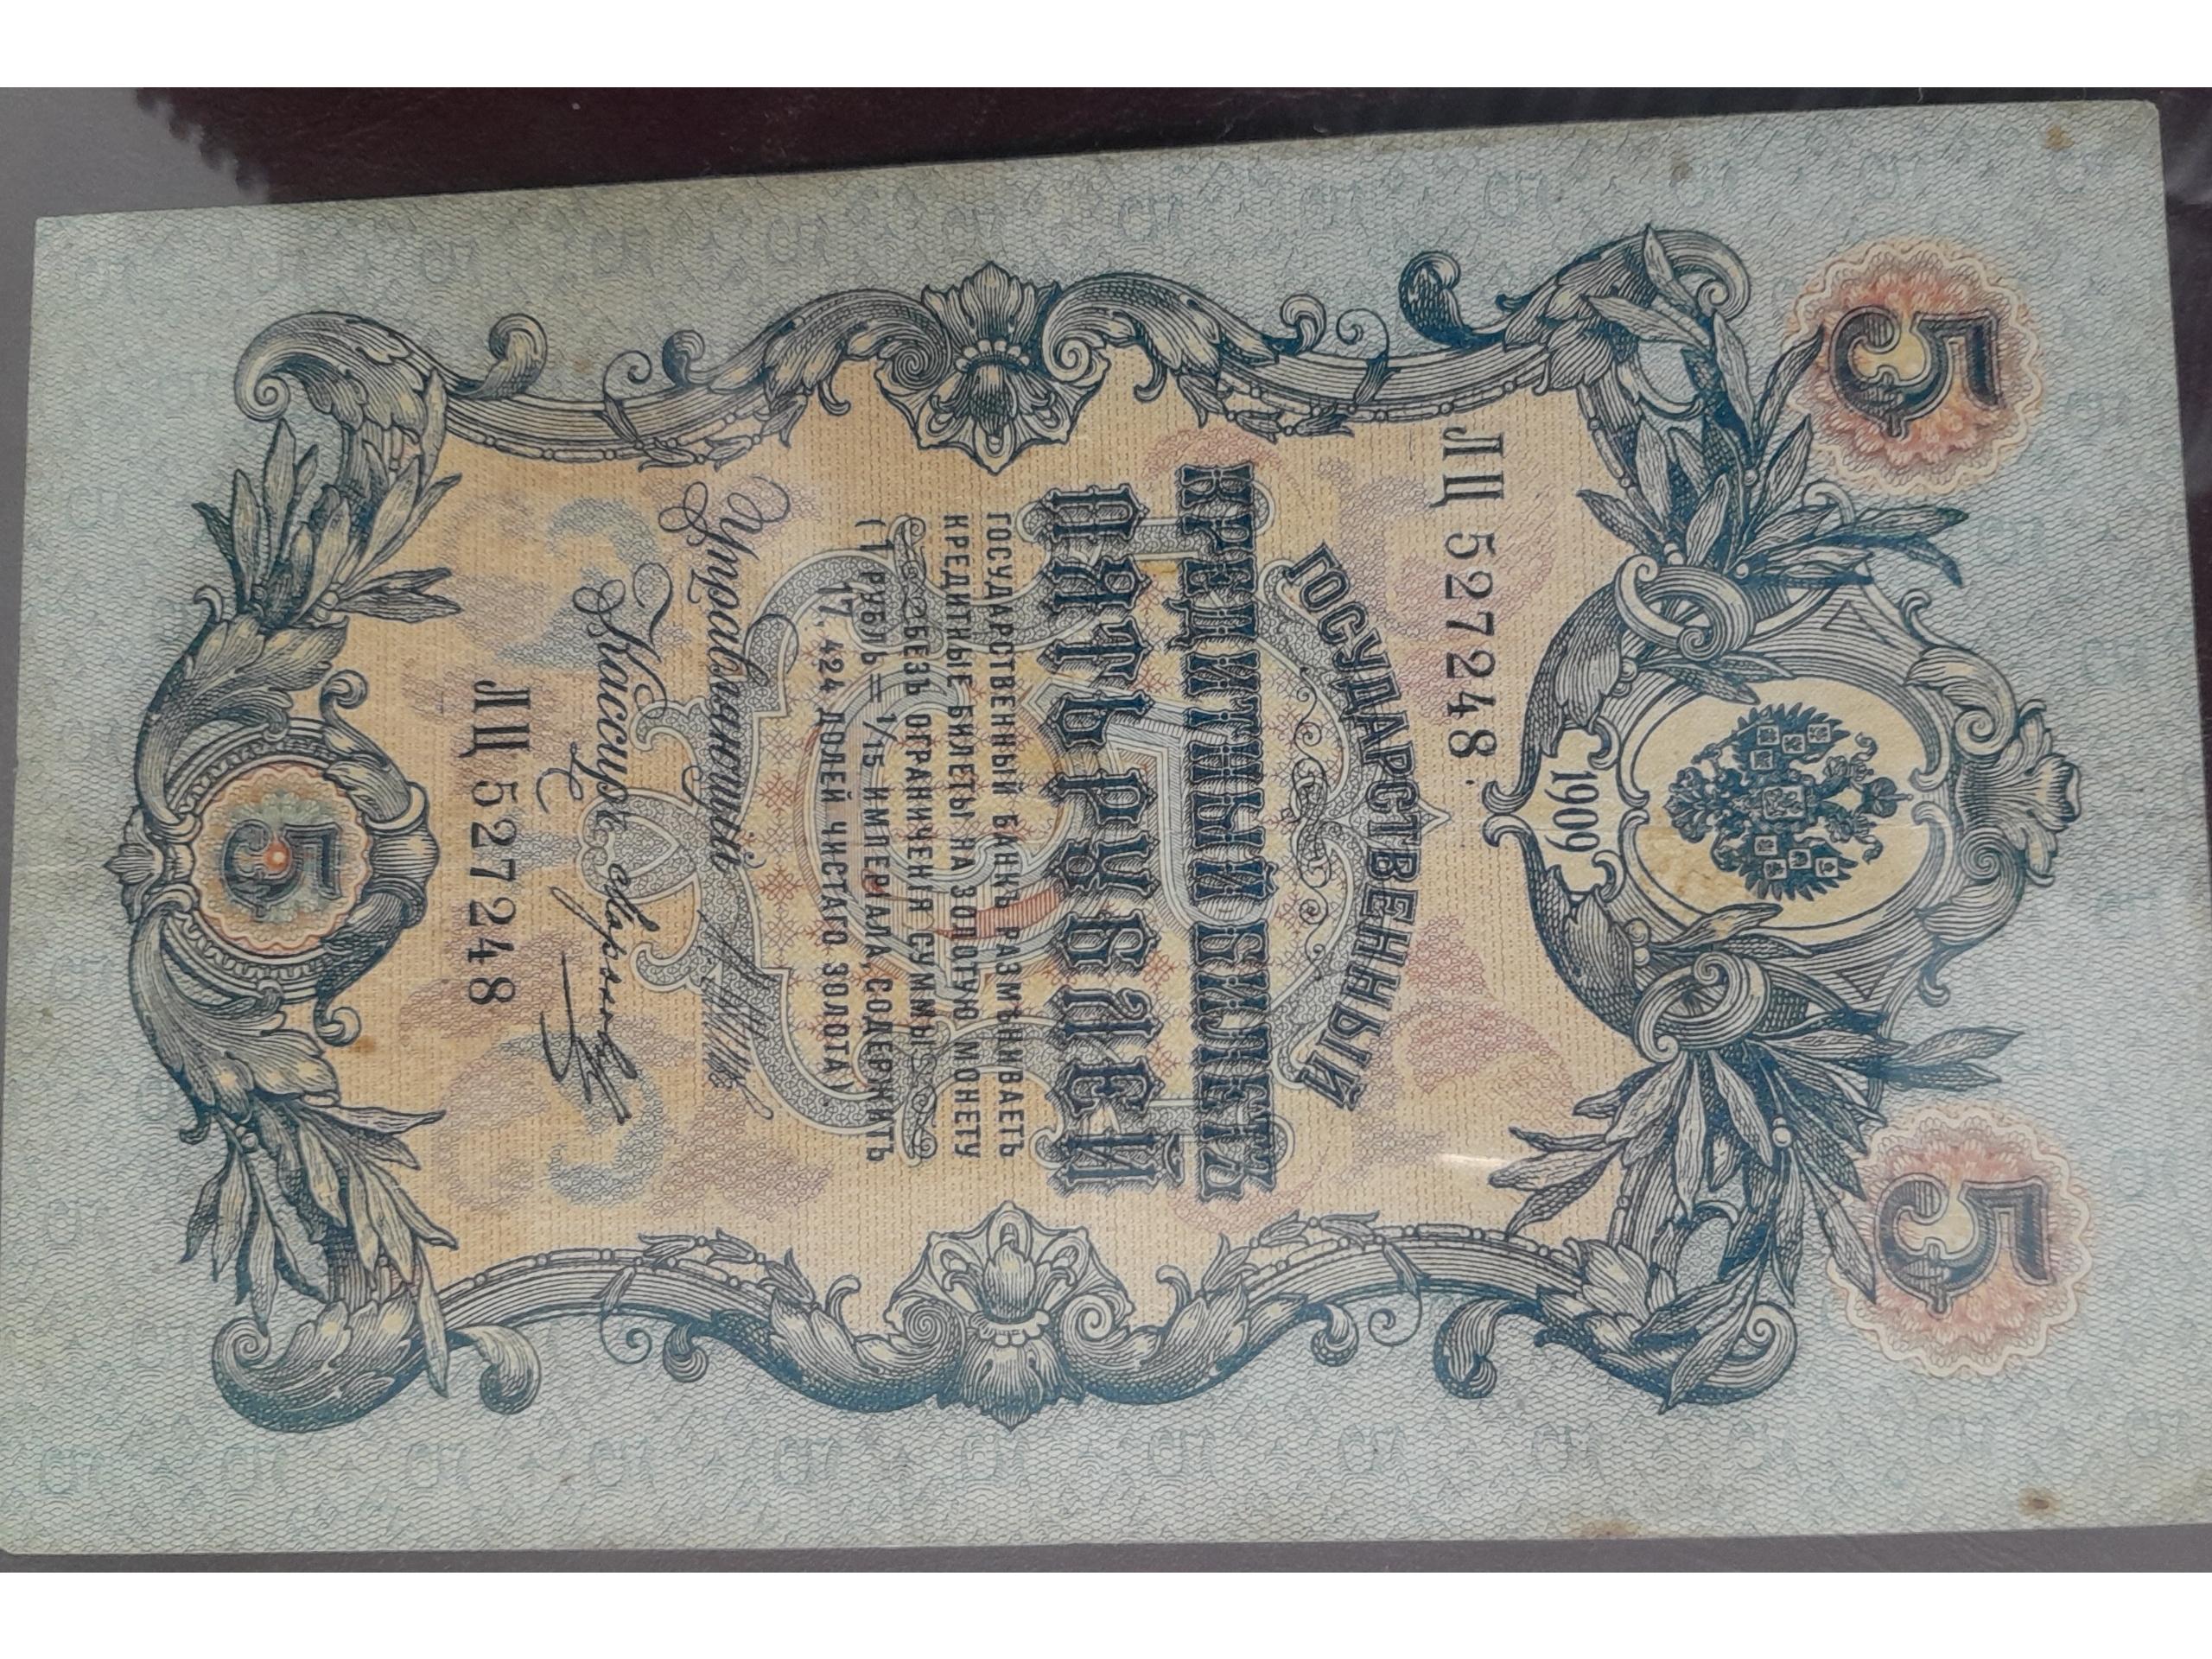 5 5
1909
ЛЦ 527248
ГОСУДАРСТВЕННЫЙ
КРЕДИТНЫЙ БИЛЕТЪ
ПЯТЬ РУБЛЕЙ
ГОСУДАРСТВЕННЫЙ БАНКЪ РАЗМѢНИВАЕТЪ
КРЕДИТНЫЕ БИЛЕТЫ НА ЗОЛОТУЮ МОНЕТУ
БЕЗЪ ОГРАНИЧЕНІЯ СУММЫ
(1 РУБЛЬ = 1/15 ИМПЕРІАЛА, СОДЕРЖИТЪ
17,424 ДОЛЕЙ ЧИСТАГО ЗОЛОТА)
Управляющій
Кассиръ
ЛЦ 527248
5